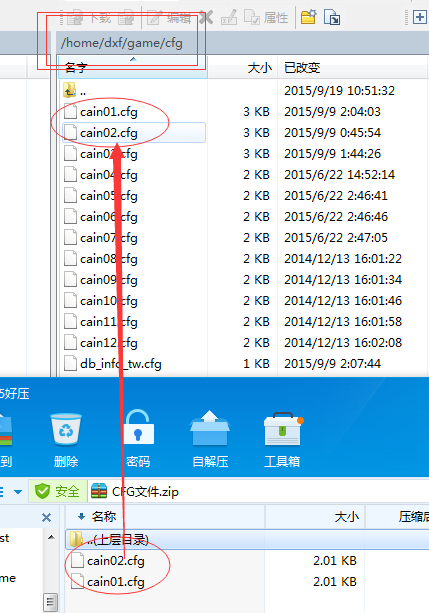 下载 编辑 属性
/home/dxf/game/cfg
名字 大小 已改变
.. 2015/9/19 10:51:32
cain01.cfg 3 KB 2015/9/9 2:04:03
cain02.cfg 3 KB 2015/9/9 0:45:54
cain03.cfg 3 KB 2015/9/9 1:44:26
cain04.cfg 2 KB 2015/6/22 14:52:14
cain05.cfg 2 KB 2015/6/22 2:46:41
cain06.cfg 2 KB 2015/6/22 2:46:46
cain07.cfg 2 KB 2015/6/22 2:47:05
cain08.cfg 2 KB 2014/12/13 16:01:22
cain09.cfg 2 KB 2014/12/13 16:01:34
cain10.cfg 2 KB 2014/12/13 16:01:46
cain11.cfg 2 KB 2014/12/13 16:01:58
cain12.cfg 2 KB 2014/12/13 16:02:08
db_info_tw.cfg 1 KB 2015/9/9 2:07:44
5好压
到 删除 密码 自解压 工具箱
安全 CFG文件.zip
名称 大小 压缩后
..(上层目录)
st cain02.cfg 2.01 KB
me cain01.cfg 2.01 KB